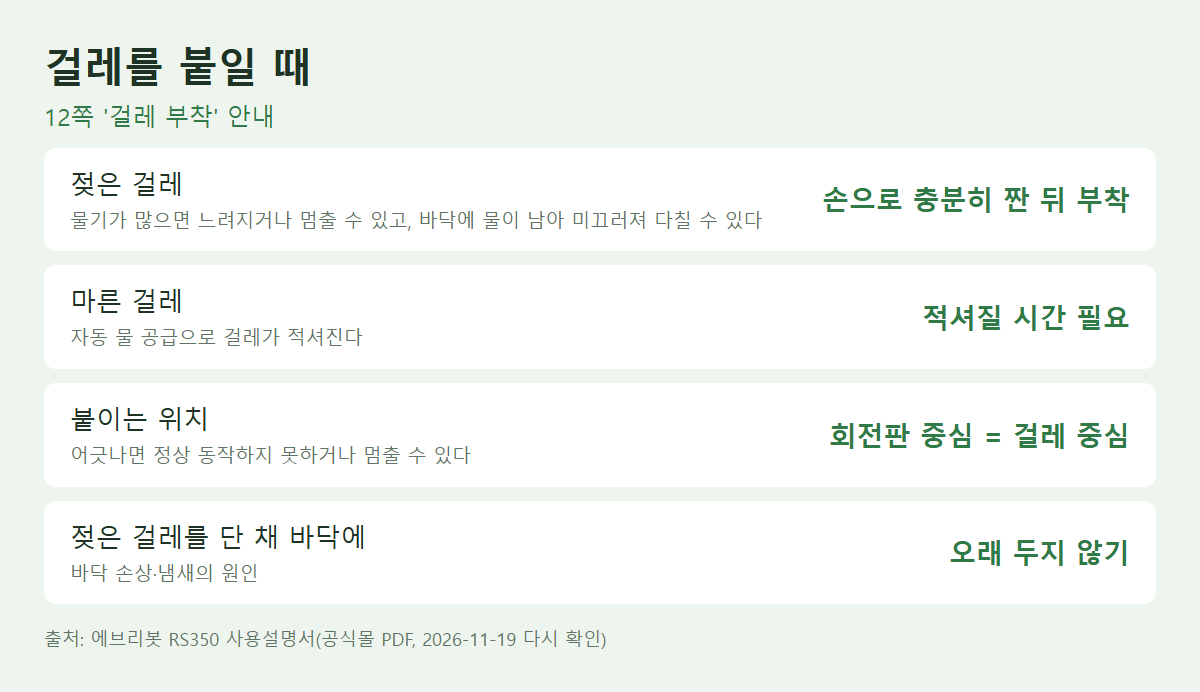 걸레를 붙일 때
12쪽 '걸레 부착' 안내
젖은 걸레
물기가 많으면 느려지거나 멈출 수 있고, 바닥에 물이 남아 미끄러져 다칠 수 있다
손으로 충분히 짠 뒤 부착
마른 걸레
자동 물 공급으로 걸레가 적셔진다
적셔질 시간 필요
붙이는 위치
어긋나면 정상 동작하지 못하거나 멈출 수 있다
회전판 중심 = 걸레 중심
젖은 걸레를 단 채 바닥에
바닥 손상·냄새의 원인
오래 두지 않기
출처: 에브리봇 RS350 사용설명서(공식몰 PDF, 2026-11-19 다시 확인)